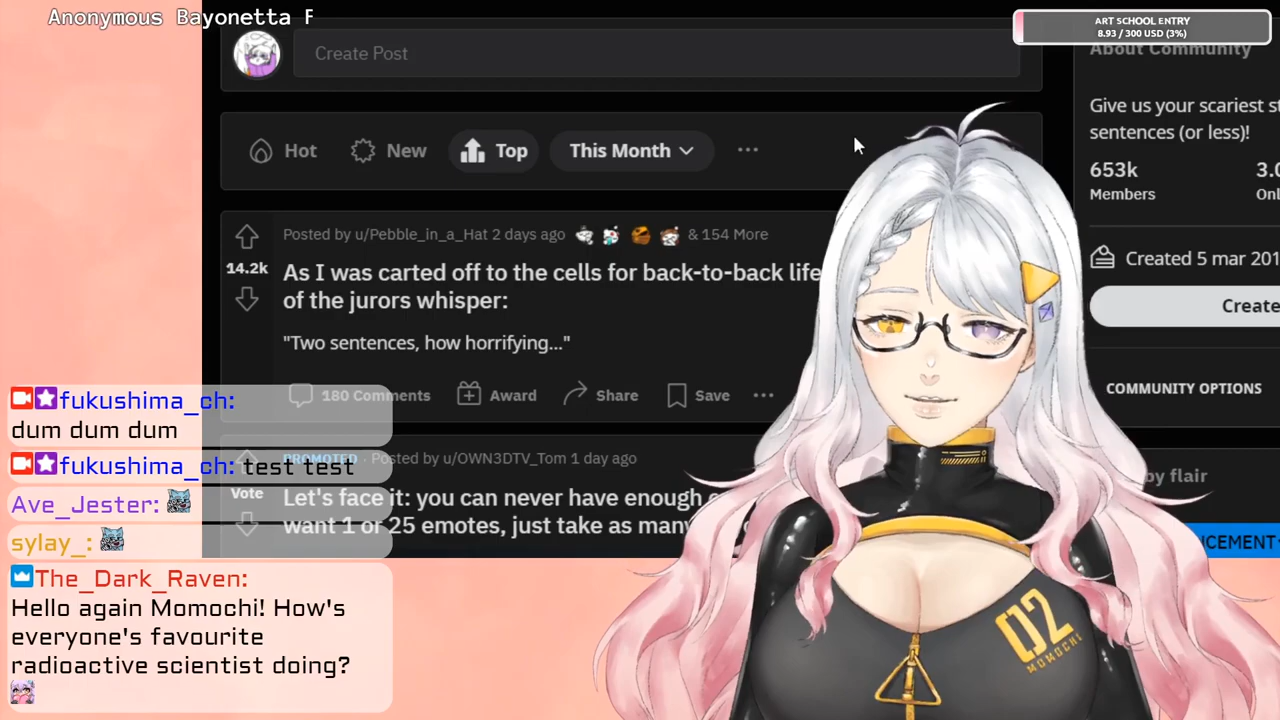 Anonymous Bayonetta F
ART SCHOOL ENTRY
8.93 / 300 USD (3%)
Create Post
About Community
Give us your scariest st
sentences (or less)!
653k
Members
3.0
Onl
Created 5 mar 201
Create
COMMUNITY OPTIONS
by flair
NCEMENT
Hot
New
Top
This Month
14.2k
Posted by u/Pebble_in_a_Hat 2 days ago
& 154 More
As I was carted off to the cells for back-to-back life
of the jurors whisper:
"Two sentences, how horrifying..."
180 Comments
Award
Share
Save
PROMOTED · Posted by u/OWN3DTV_Tom 1 day ago
Vote
Let's face it: you can never have enough
want 1 or 25 emotes, just take as many
fukushima_ch:
dum dum dum
fukushima_ch: test test
Ave_Jester:
sylay_:
The_Dark_Raven:
Hello again Momochi! How's
everyone's favourite
radioactive scientist doing?
02
MOMOCHI